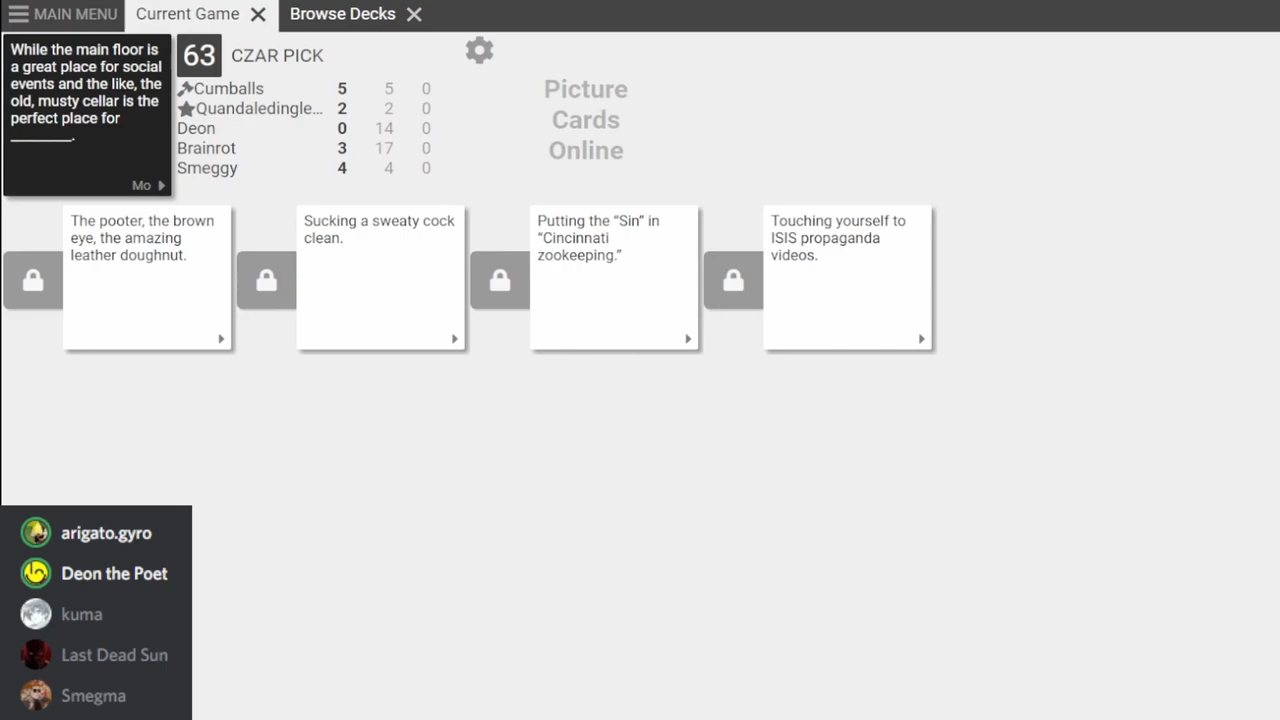 MAIN MENU
Current Game
Browse Decks
While the main floor is
a great place for social
events and the like, the
old, musty cellar is the
perfect place for
________.
Mo
63 CZAR PICK
Cumballs 5 5 0
Quandaledingle... 2 2 0
Deon 0 14 0
Brainrot 3 17 0
Smeggy 4 4 0
Picture
Cards
Online
The pooter, the brown
eye, the amazing
leather doughnut.
Sucking a sweaty cock
clean.
Putting the “Sin” in
“Cincinnati
zookeeping.”
Touching yourself to
ISIS propaganda
videos.
arigato.gyro
Deon the Poet
kuma
Last Dead Sun
Smegma